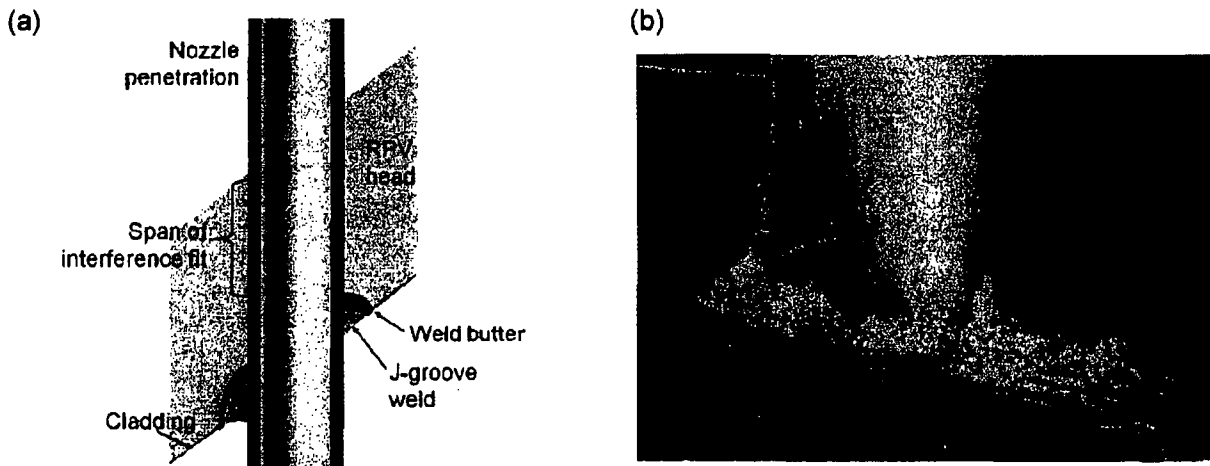 (a)
(b)
Nozzle
penetration
RPV
head
Span of
interference fit
Weld butter
J-groove
weld
Cladding